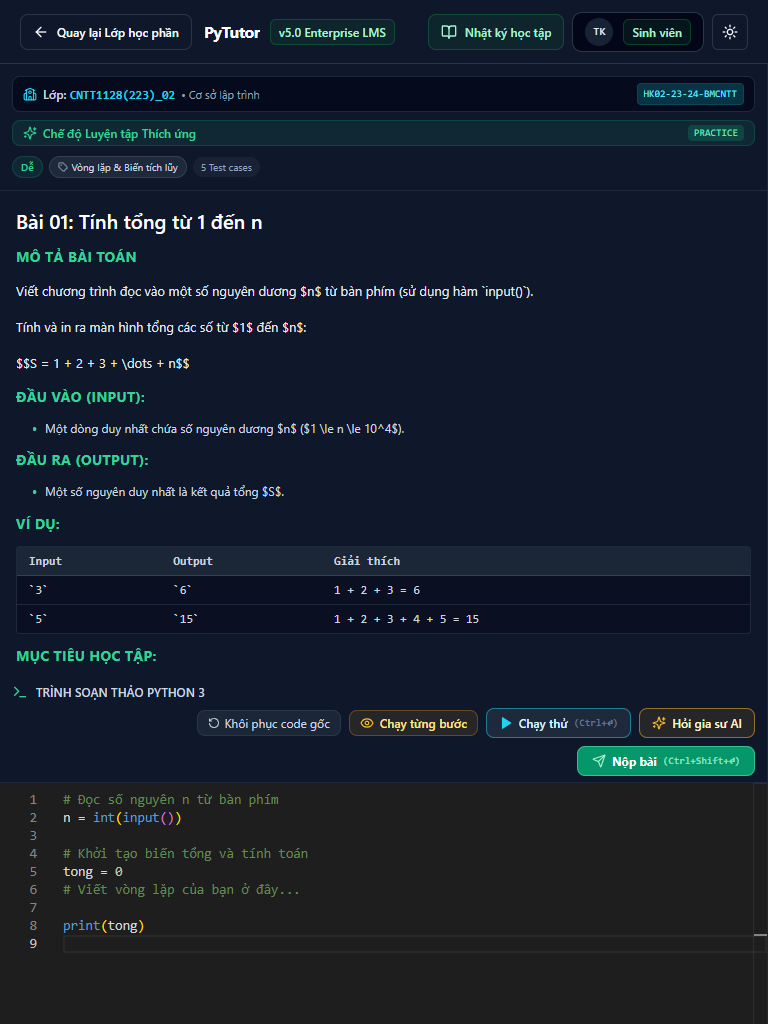 Quay lại Lớp học phần PyTutor v5.0 Enterprise LMS Nhật ký học tập TK Sinh viên
Lớp: CNTT1128(223)_02 • Cơ sở lập trình HK02-23-24-BMCNTT
Chế độ Luyện tập Thích ứng PRACTICE
Dễ Vòng lặp & Biến tích lũy 5 Test cases
Bài 01: Tính tổng từ 1 đến n
MÔ TẢ BÀI TOÁN
Viết chương trình đọc vào một số nguyên dương $n$ từ bàn phím (sử dụng hàm `input()`).
Tính và in ra màn hình tổng các số từ $1$ đến $n$:
$$S = 1 + 2 + 3 + \dots + n$$
ĐẦU VÀO (INPUT):
• Một dòng duy nhất chứa số nguyên dương $n$ ($1 \le n \le 10^4$).
ĐẦU RA (OUTPUT):
• Một số nguyên duy nhất là kết quả tổng $S$.
VÍ DỤ:
Input Output Giải thích
`3` `6` 1 + 2 + 3 = 6
`5` `15` 1 + 2 + 3 + 4 + 5 = 15
MỤC TIÊU HỌC TẬP:
TRÌNH SOẠN THẢO PYTHON 3
Khôi phục code gốc Chạy từng bước Chạy thử (Ctrl+⏎) Hỏi gia sư AI
Nộp bài (Ctrl+Shift+⏎)
1 # Đọc số nguyên n từ bàn phím
2 n = int(input())
3
4 # Khởi tạo biến tổng và tính toán
5 tong = 0
6 # Viết vòng lặp của bạn ở đây...
7
8 print(tong)
9